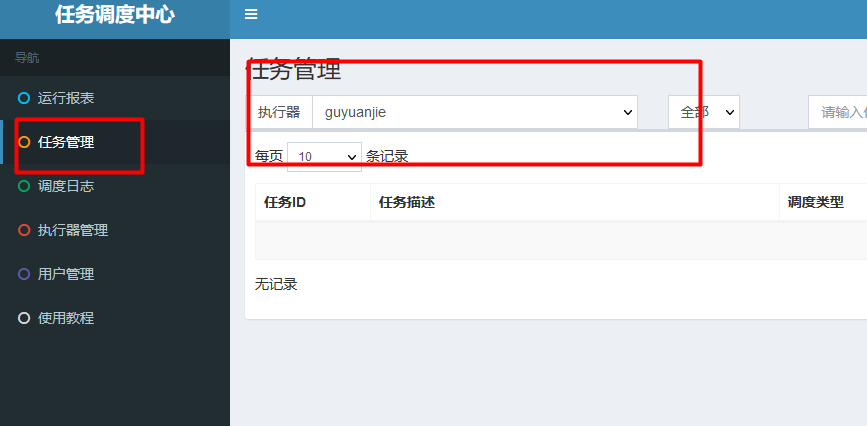 任务调度中心
导航
运行报表
任务管理
调度日志
执行器管理
用户管理
使用教程
任务管理
执行器 guyuanjie 全部 请输入
每页 10 条记录
任务ID 任务描述 调度类型
无记录